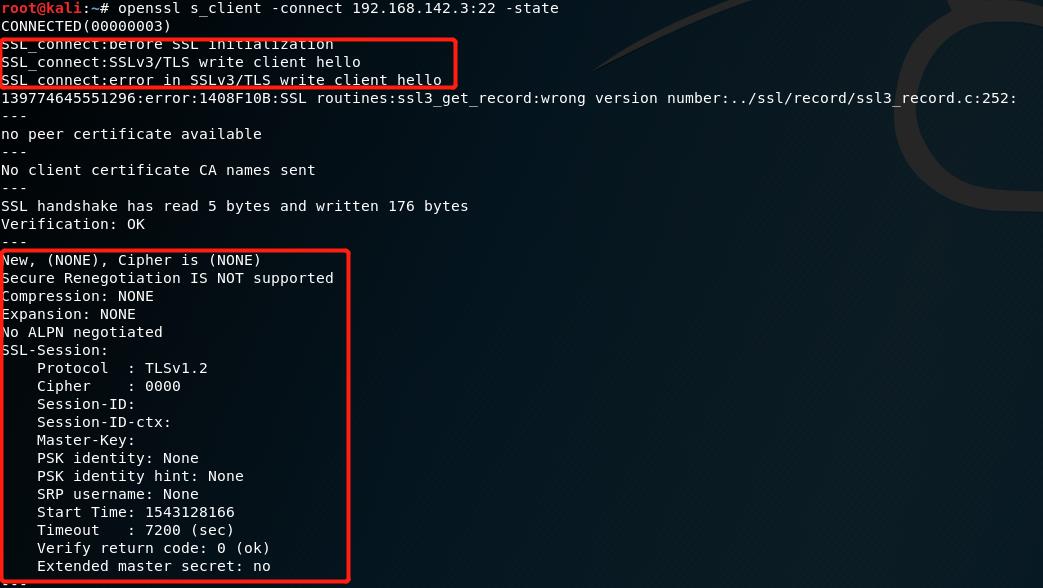 root@kali:~# openssl s_client -connect 192.168.142.3:22 -state
CONNECTED(00000003)
SSL_connect:before SSL initialization
SSL_connect:SSLv3/TLS write client hello
SSL_connect:error in SSLv3/TLS write client hello
139774645551296:error:1408F10B:SSL routines:ssl3_get_record:wrong version number:../ssl/record/ssl3_record.c:252:
---
no peer certificate available
---
No client certificate CA names sent
---
SSL handshake has read 5 bytes and written 176 bytes
Verification: OK
---
New, (NONE), Cipher is (NONE)
Secure Renegotiation IS NOT supported
Compression: NONE
Expansion: NONE
No ALPN negotiated
SSL-Session:
    Protocol  : TLSv1.2
    Cipher    : 0000
    Session-ID:
    Session-ID-ctx:
    Master-Key:
    PSK identity: None
    PSK identity hint: None
    SRP username: None
    Start Time: 1543128166
    Timeout   : 7200 (sec)
    Verify return code: 0 (ok)
    Extended master secret: no
---